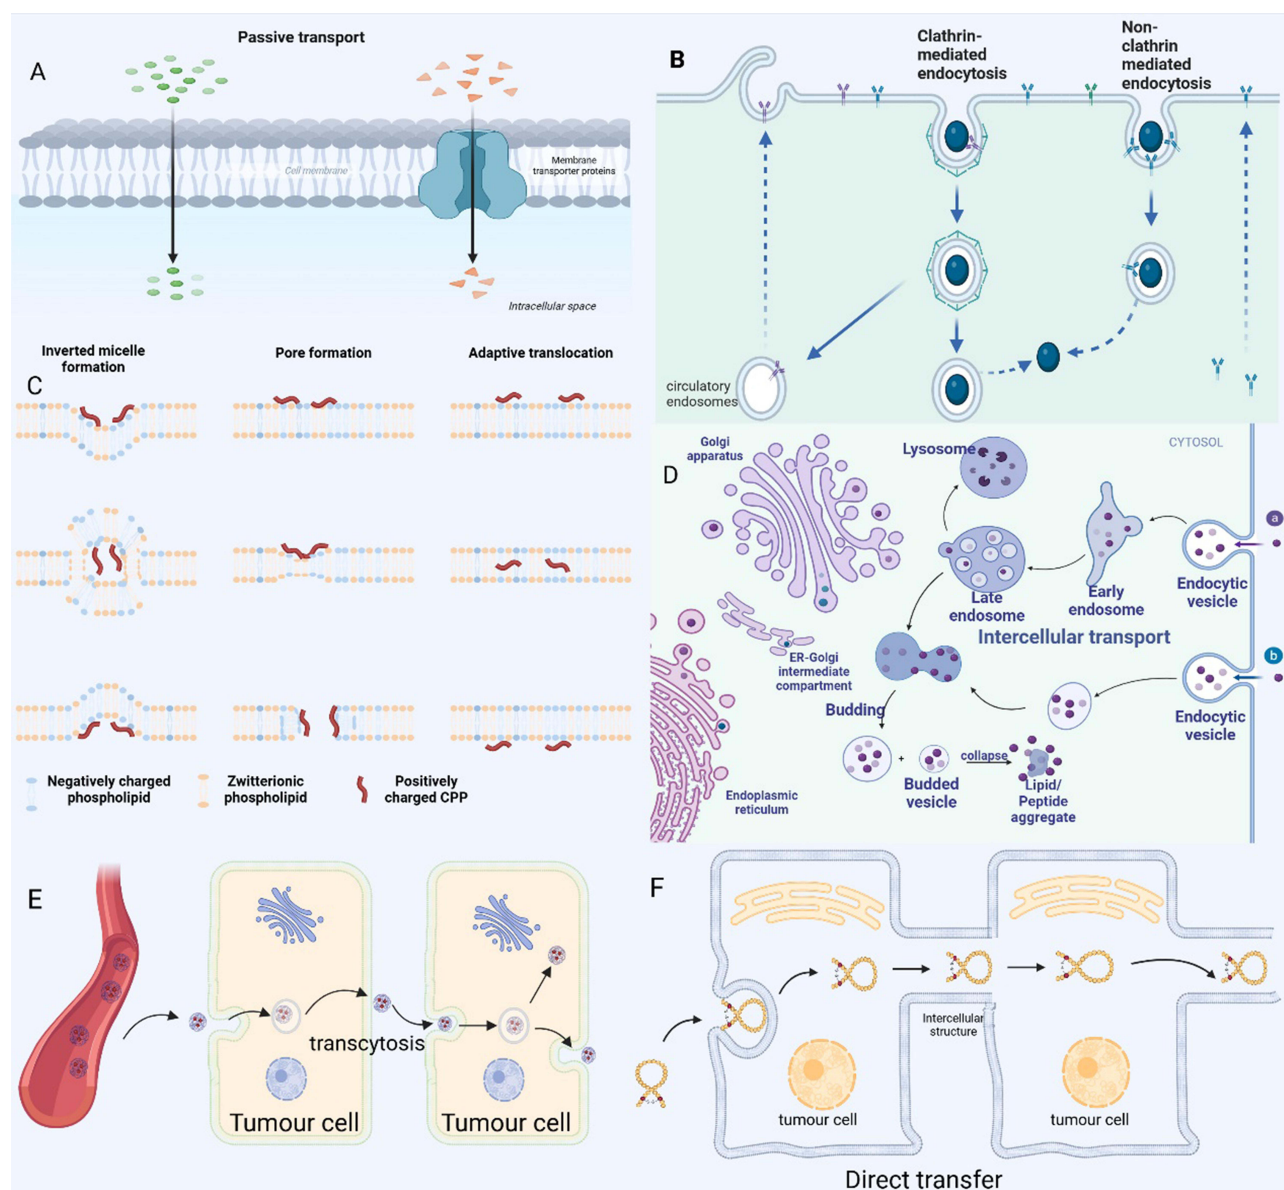 Passive transport
A
Cell membrane
Membrane
transporter proteins
Intracellular space
B
Clathrin-
mediated
endocytosis
Non-
clathrin
mediated
endocytosis
circulatory
endosomes
C
Inverted micelle
formation
Pore formation
Adaptive translocation
Negatively charged
phospholipid
Zwitterionic
phospholipid
Positively
charged CPP
D
Golgi
apparatus
Lysosome
CYTOSOL
a
Endocytic
vesicle
Early
endosome
Late
endosome
Intercellular transport
b
ER-Golgi
intermediate
compartment
Budding
Endocytic
vesicle
+
collapse
Budded
vesicle
Lipid/
Peptide
aggregate
Endoplasmic
reticulum
E
transcytosis
Tumour cell
Tumour cell
F
Intercellular
structure
tumour cell
tumour cell
Direct transfer